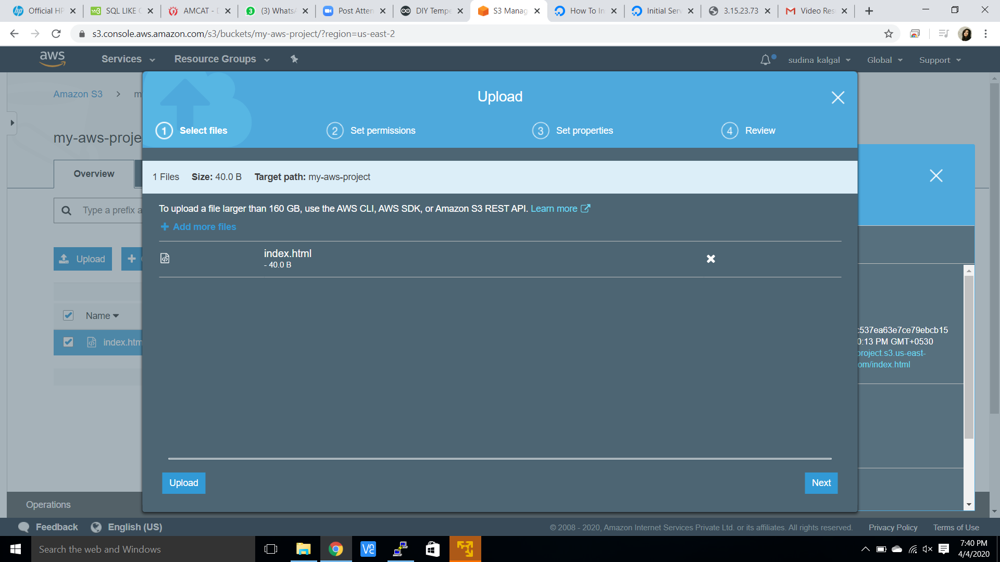 Official HP
SQL LIKE
AMCAT -
(3) WhatsA
Post Atten
DIY Tempe
S3 Manag
How To In
Initial Serv
3.15.23.73
Video Res
s3.console.aws.amazon.com/s3/buckets/my-aws-project/?region=us-east-2
aws
Services
Resource Groups
sudina kalgal
Global
Support
Amazon S3
m
my-aws-proje
Overview
Type a prefix a
Upload
Name
index.htm
Operations
Upload
1 Select files
2 Set permissions
3 Set properties
4 Review
1 Files Size: 40.0 B Target path: my-aws-project
To upload a file larger than 160 GB, use the AWS CLI, AWS SDK, or Amazon S3 REST API. Learn more
Add more files
index.html
- 40.0 B
Upload
Next
c537ea63e7ce79ebcb15
0:13 PM GMT+0530
project.s3.us-east-
om/index.html
Feedback
English (US)
© 2008 - 2020, Amazon Internet Services Private Ltd. or its affiliates. All rights reserved.
Privacy Policy
Terms of Use
Search the web and Windows
7:40 PM
4/4/2020